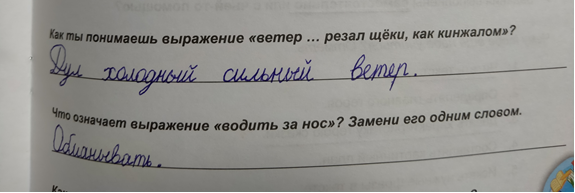 Как ты понимаешь выражение «ветер ... резал щёки, как кинжалом»?
Дул холодный сильный ветер.
Что означает выражение «водить за нос»? Замени его одним словом.
Обманывать.